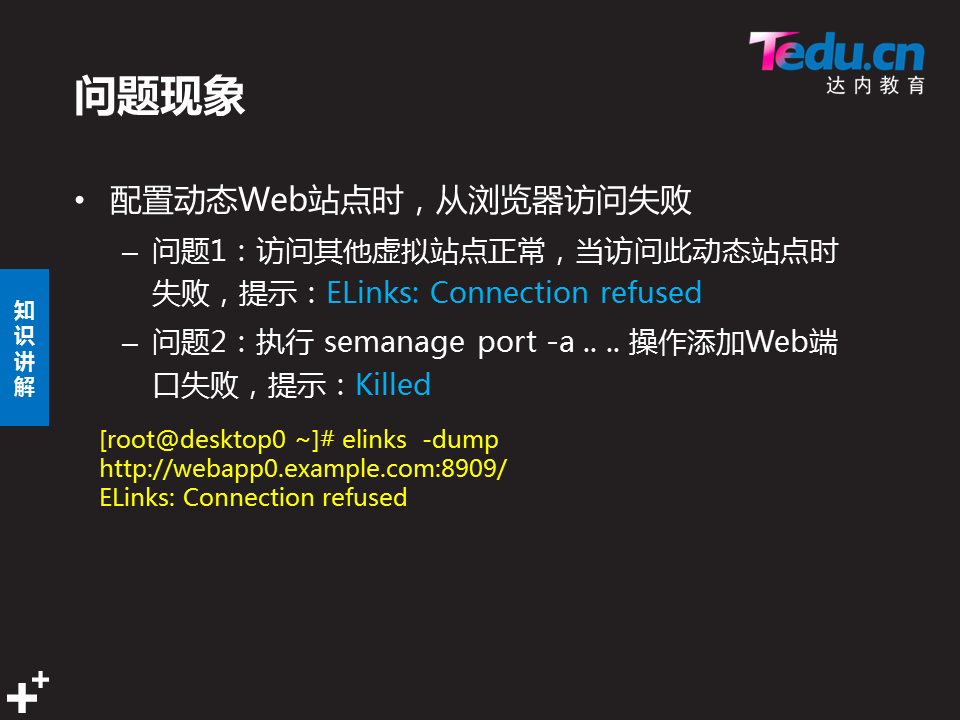 Tedu.cn
达内教育
问题现象
• 配置动态Web站点时，从浏览器访问失败
– 问题1：访问其他虚拟站点正常，当访问此动态站点时
失败，提示：ELinks: Connection refused
– 问题2：执行 semanage port -a .. .. 操作添加Web端
口失败，提示：Killed
知
识
讲
解
[root@desktop0 ~]# elinks  -dump
http://webapp0.example.com:8909/
ELinks: Connection refused